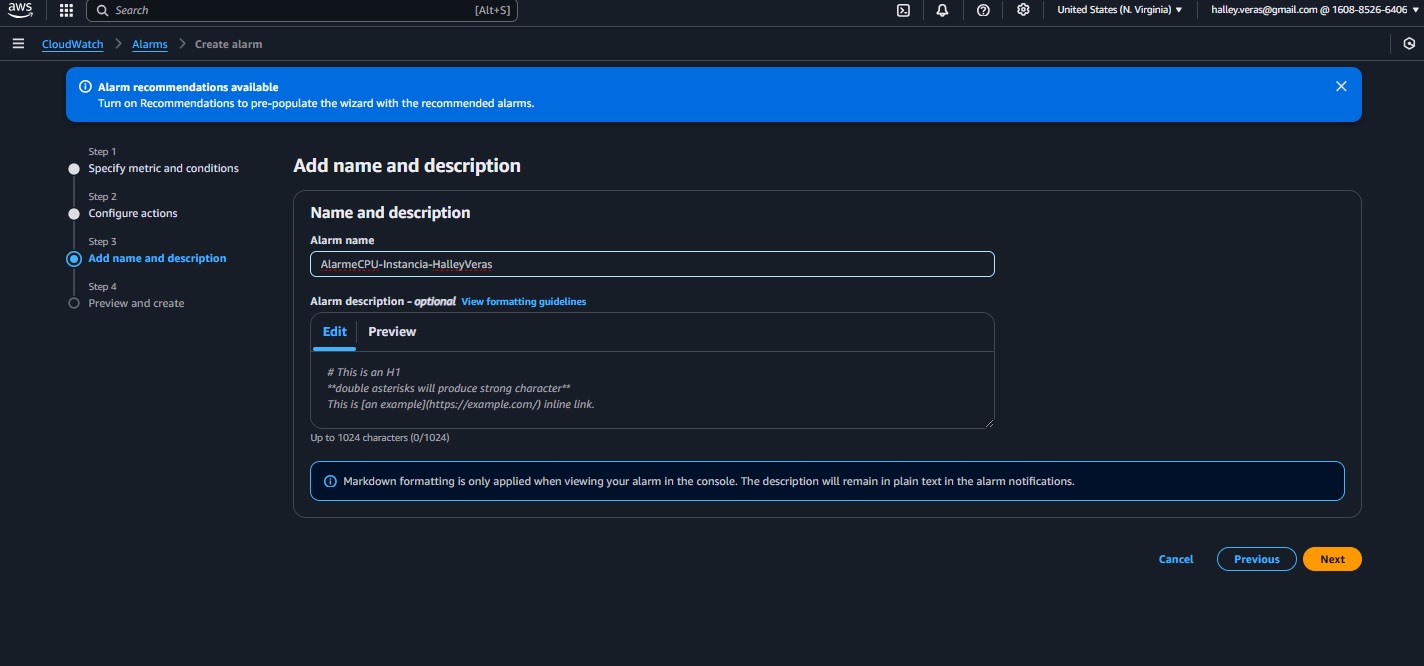 aws
Search
[Alt+S]
United States (N. Virginia)
halley.veras@gmail.com @ 1608-8526-6406
CloudWatch
Alarms
Create alarm
Alarm recommendations available
Turn on Recommendations to pre-populate the wizard with the recommended alarms.
Step 1
Specify metric and conditions
Step 2
Configure actions
Step 3
Add name and description
Step 4
Preview and create
Add name and description
Name and description
Alarm name
AlarmeCPU-Instancia-HalleyVeras
Alarm description - optional View formatting guidelines
Edit
Preview
# This is an H1
**double asterisks will produce strong character**
This is [an example](https://example.com/) inline link.
Up to 1024 characters (0/1024)
Markdown formatting is only applied when viewing your alarm in the console. The description will remain in plain text in the alarm notifications.
Cancel
Previous
Next